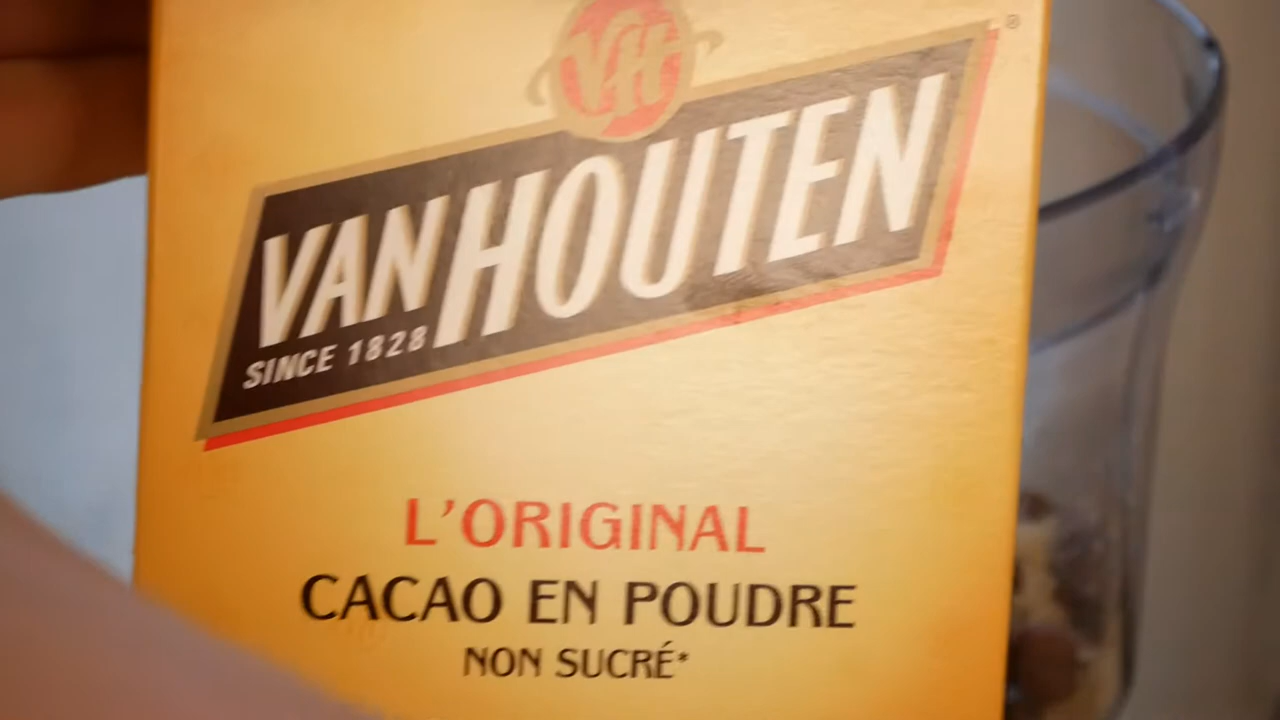 VH
®
VAN HOUTEN
SINCE 1828
L'ORIGINAL
CACAO EN POUDRE
NON SUCRÉ*